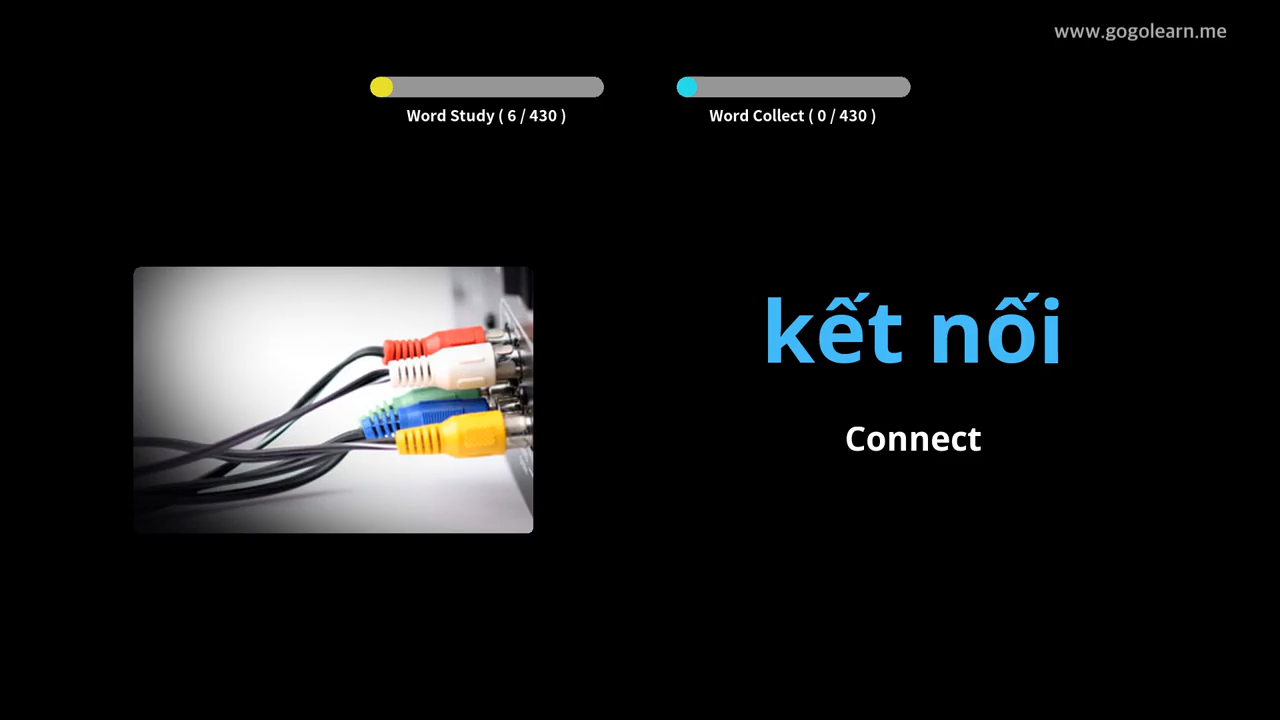 www.gogolearn.me
Word Study ( 6 / 430 )
Word Collect ( 0 / 430 )
kết nối
Connect